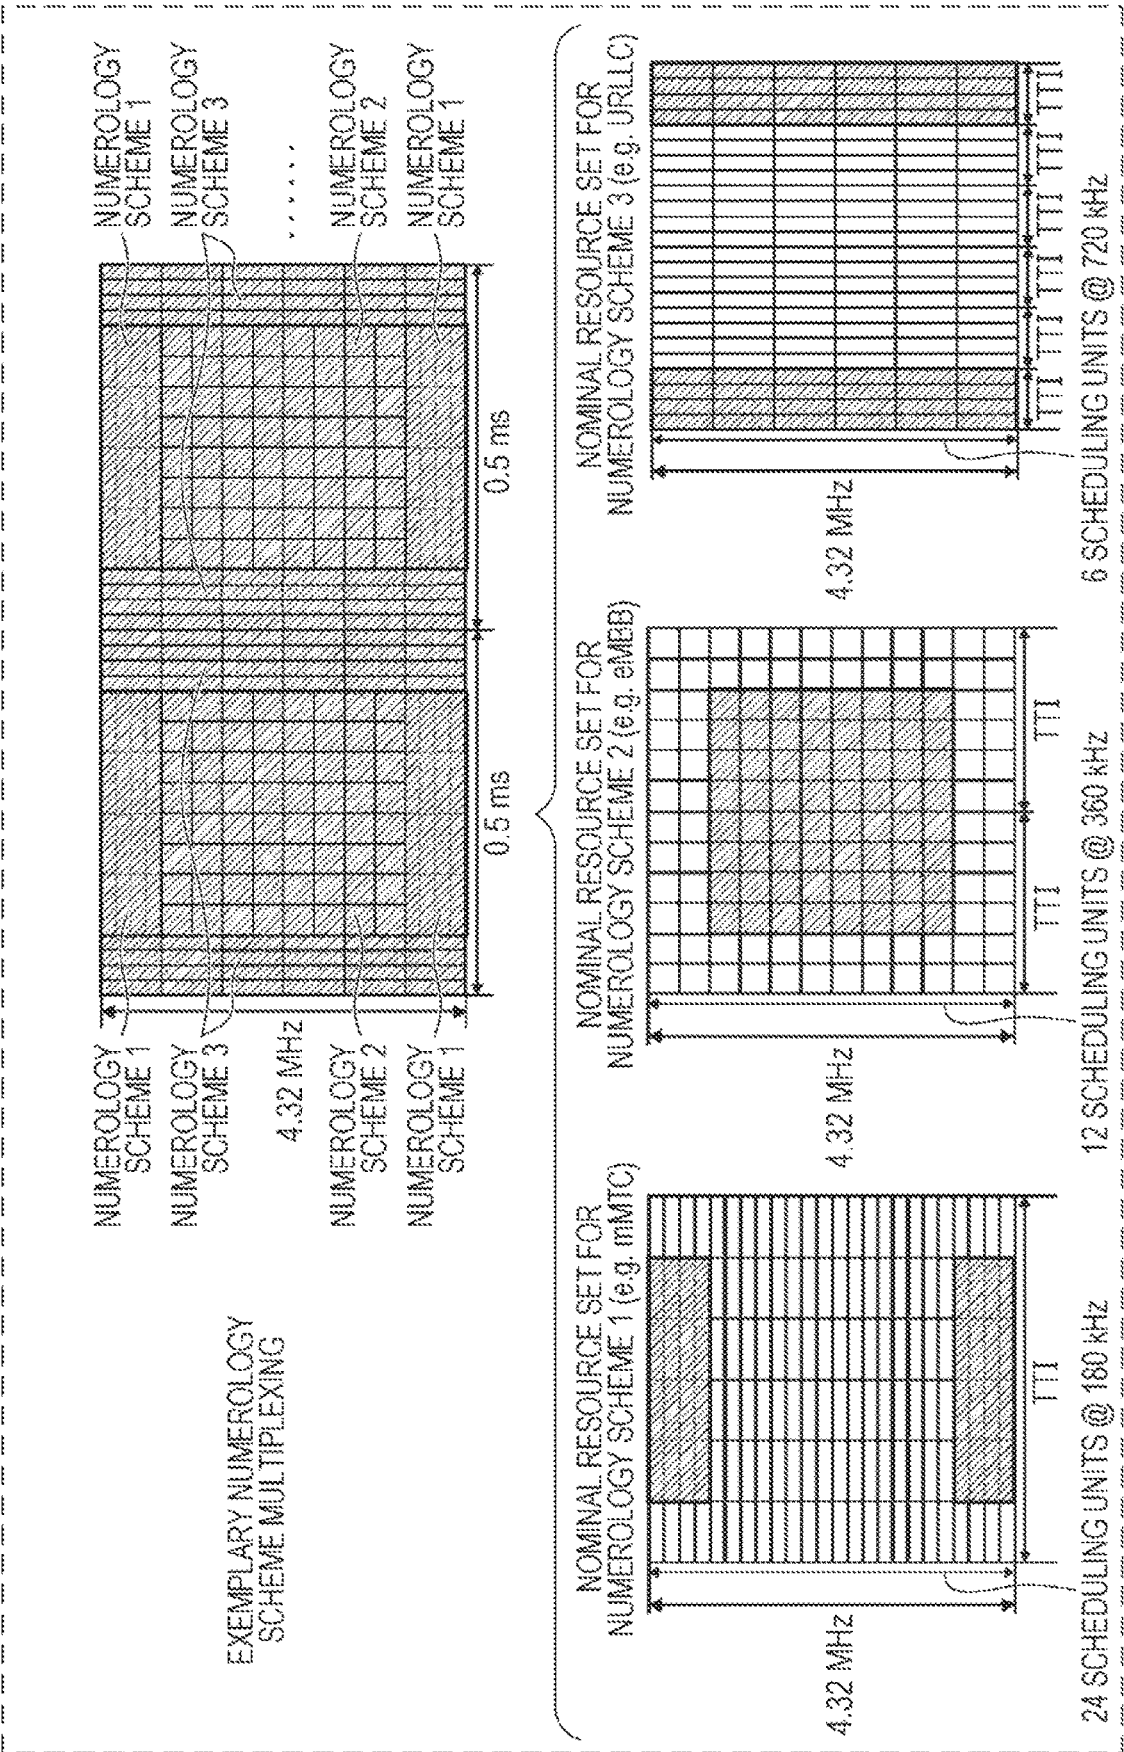 EXEMPLARY NUMEROLOGY
SCHEME MULTIPLEXING
NUMEROLOGY
SCHEME 1
NUMEROLOGY
SCHEME 3
4.32 MHz
NUMEROLOGY
SCHEME 2
NUMEROLOGY
SCHEME 1
0.5 ms
0.5 ms
NUMEROLOGY
SCHEME 1
NUMEROLOGY
SCHEME 3
......
NUMEROLOGY
SCHEME 2
NUMEROLOGY
SCHEME 1
NOMINAL RESOURCE SET FOR
NUMEROLOGY SCHEME 1 (e.g. mMTC)
4.32 MHz
TTI
24 SCHEDULING UNITS @ 180 kHz
NOMINAL RESOURCE SET FOR
NUMEROLOGY SCHEME 2 (e.g. eMBB)
4.32 MHz
TTI
TTI
12 SCHEDULING UNITS @ 360 kHz
NOMINAL RESOURCE SET FOR
NUMEROLOGY SCHEME 3 (e.g. URLLC)
4.32 MHz
TTI
TTI
TTI
TTI
TTI
TTI
6 SCHEDULING UNITS @ 720 kHz